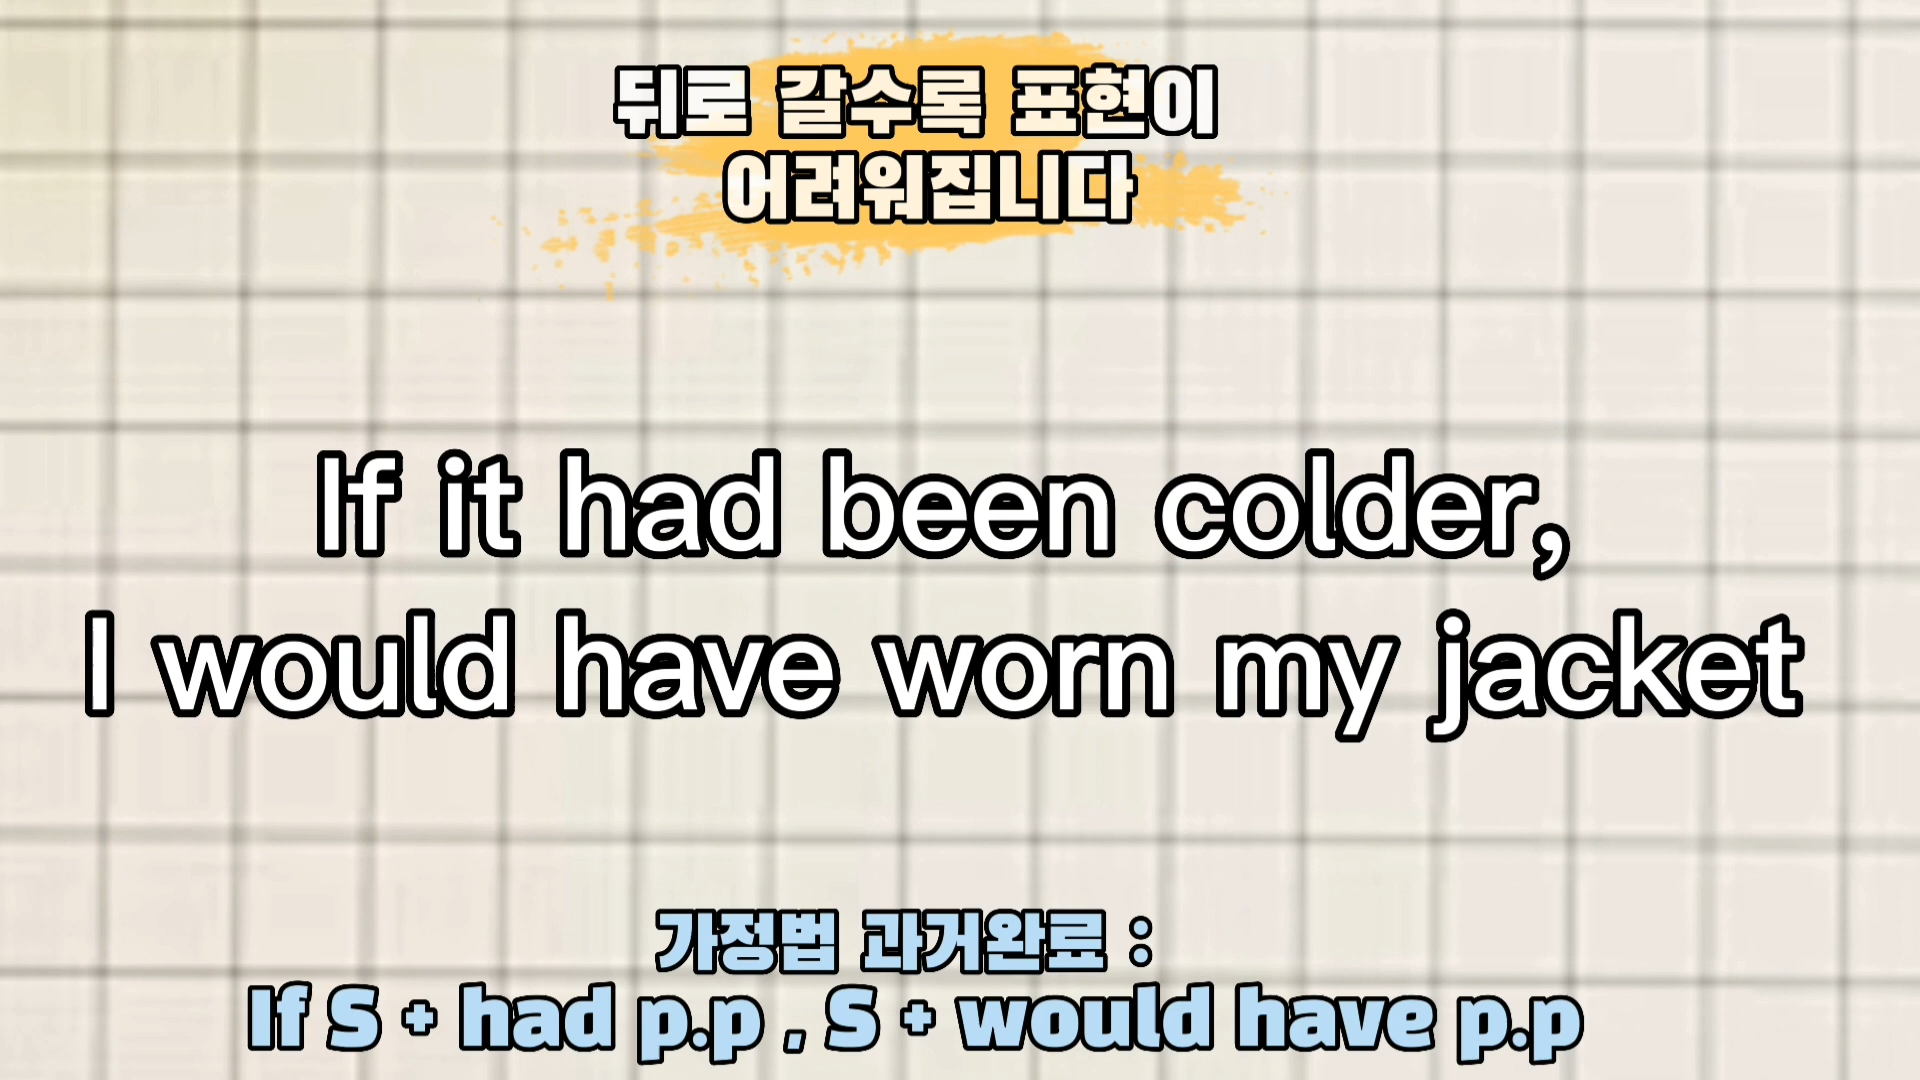 뒤로 갈수록 표현이
어려워집니다
If it had been colder,
I would have worn my jacket
가정법 과거완료 :
If S + had p.p , S + would have p.p